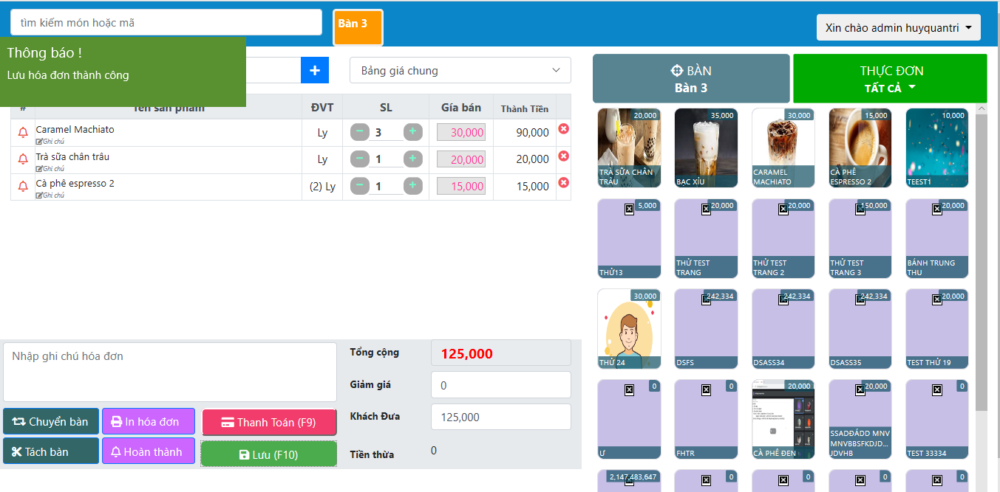 tìm kiếm món hoặc mã
Bàn 3
Xin chào admin huyquantri
Thông báo !
Lưu hóa đơn thành công
+
Bảng giá chung
BÀN
Bàn 3
THỰC ĐƠN
TẤT CẢ
# Tên sản phẩm ĐVT SL Gía bán Thành Tiền
Caramel Machiato Ly 3 30,000 90,000
Ghi chú
Trà sữa chân trâu Ly 1 20,000 20,000
Ghi chú
Cà phê espresso 2 (2) Ly 1 15,000 15,000
Ghi chú
20,000
TRÀ SỮA CHÂN
TRÂU
35,000
BẠC XỈU
30,000
CARAMEL
MACHIATO
15,000
CÀ PHÊ
ESPRESSO 2
10,000
TEEST1
5,000
THỬ13
20,000
THỬ TEST
TRANG
20,000
THỬ TEST
TRANG 2
150,000
THỬ TEST
TRANG 3
20,000
BÁNH TRUNG
THU
30,000
THỬ 24
242,334
DSFS
242,334
DSASS34
242,334
DSASS35
20,000
TEST THỬ 19
0
Ư
0
FHTR
20,000
CÀ PHÊ ĐEN
20,000
SSADDÁDD MNV
MNVBBSFKDJD...
JDVHB
0
TEST 33334
2,147,483,647
0
0
0
0
Nhập ghi chú hóa đơn
Tổng cộng 125,000
Giảm giá 0
Khách Đưa 125,000
Tiền thừa 0
Chuyển bàn
In hóa đơn
Thanh Toán (F9)
Tách bàn
Hoàn thành
Lưu (F10)